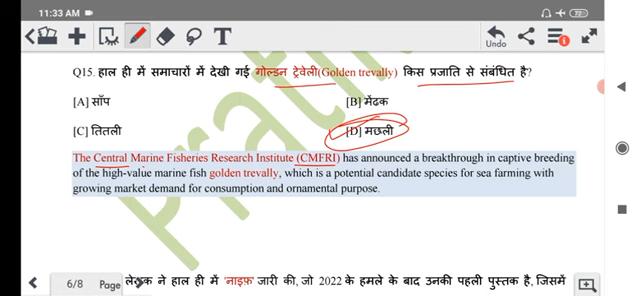 11:33 AM
72
Undo
Q15. हाल ही में समाचारों में देखी गई गोल्डन ट्रेवेली(Golden trevally) किस प्रजाति से संबंधित है?
[A] साँप
[B] मेंढक
[C] तितली
[D] मछली
The Central Marine Fisheries Research Institute (CMFRI) has announced a breakthrough in captive breeding
of the high-value marine fish golden trevally, which is a potential candidate species for sea farming with
growing market demand for consumption and ornamental purpose.
Prati
6/8 Page
लेखक ने हाल ही में 'नाइफ़' जारी की, जो 2022 के हमले के बाद उनकी पहली पुस्तक है, जिसमें